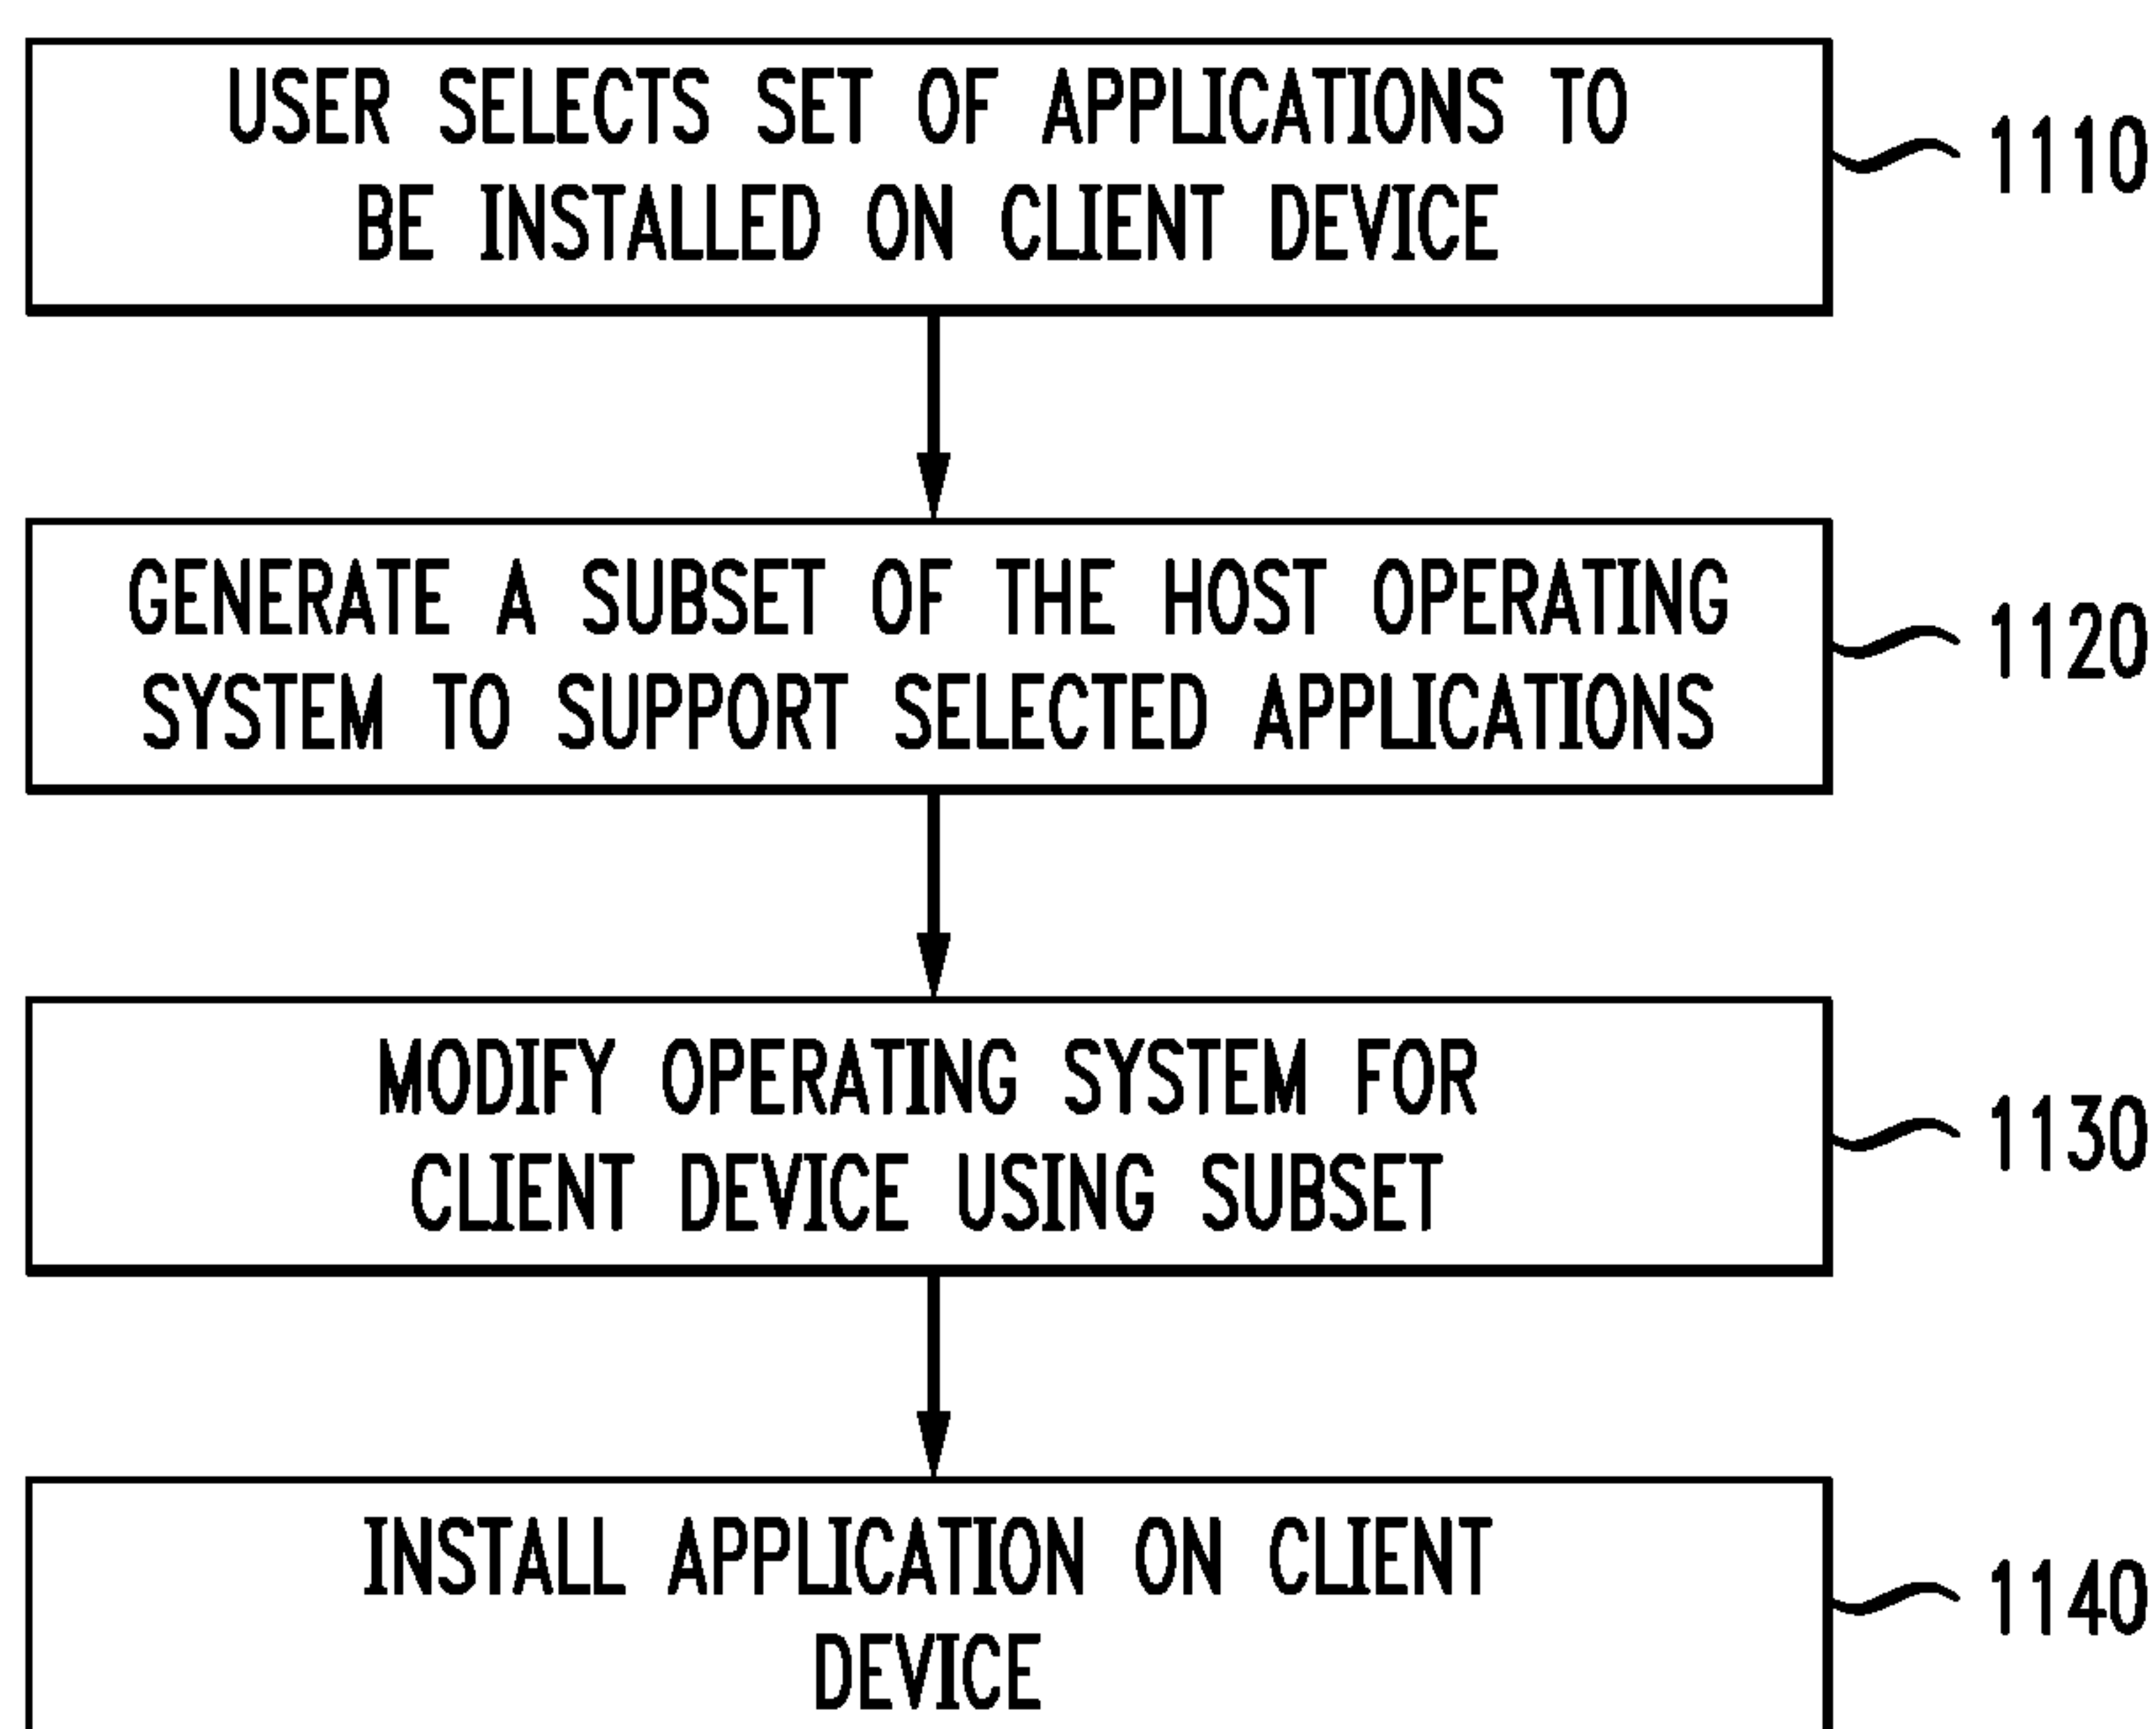 USER SELECTS SET OF APPLICATIONS TO
BE INSTALLED ON CLIENT DEVICE
1110
GENERATE A SUBSET OF THE HOST OPERATING
SYSTEM TO SUPPORT SELECTED APPLICATIONS
1120
MODIFY OPERATING SYSTEM FOR
CLIENT DEVICE USING SUBSET
1130
INSTALL APPLICATION ON CLIENT
DEVICE
1140